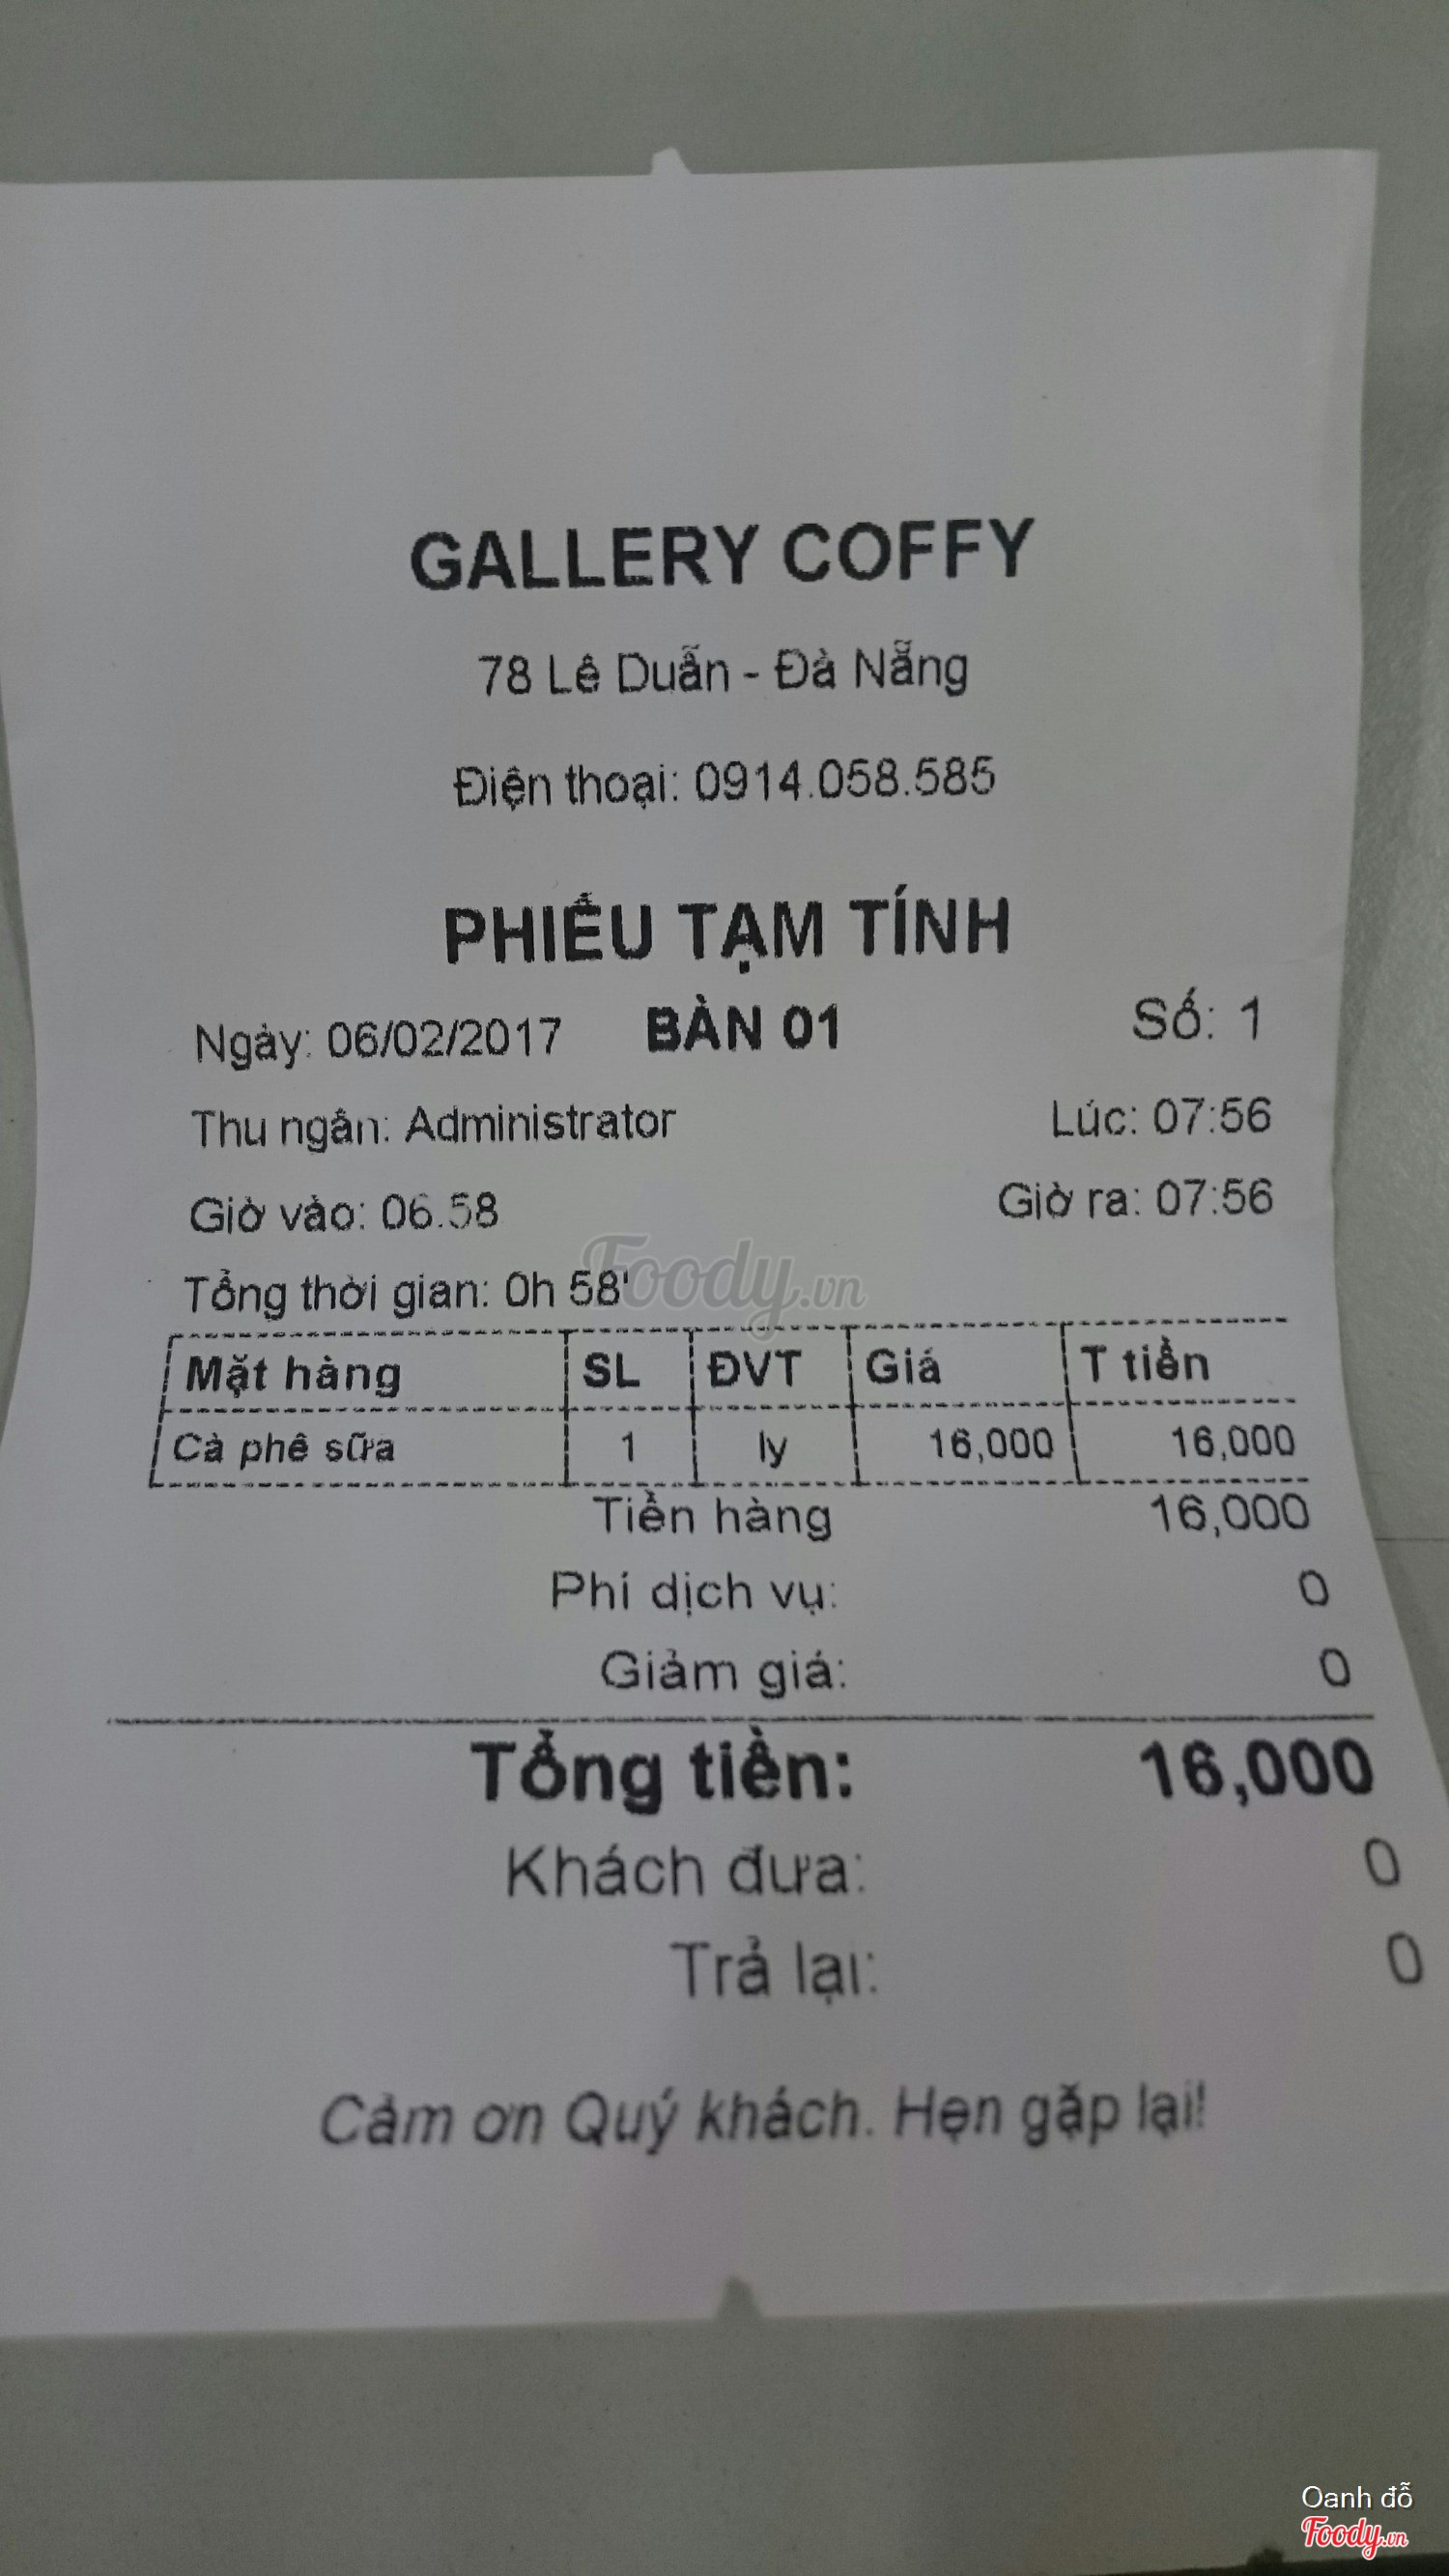 GALLERY COFFY
78 Lê Duẫn - Đà Nẵng
Điện thoại: 0914.058.585
PHIẾU TẠM TÍNH
Ngày: 06/02/2017 BÀN 01 Số: 1
Thu ngân: Administrator Lúc: 07:56
Giờ vào: 06:58 Giờ ra: 07:56
Tổng thời gian: 0h 58'
Foody.vn
Mặt hàng SL ĐVT Giá T tiền
Cà phê sữa 1 ly 16,000 16,000
Tiền hàng 16,000
Phí dịch vụ: 0
Giảm giá: 0
Tổng tiền: 16,000
Khách đưa: 0
Trả lại: 0
Cảm ơn Quý khách. Hẹn gặp lại!
Oanh đỗ
Foody.vn